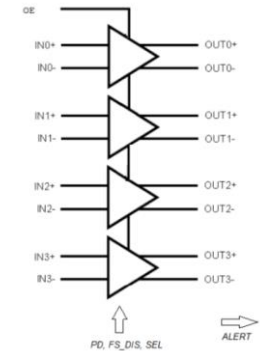 OE
IN0+ OUT0+
IN0- OUT0-
IN1+ OUT1+
IN1- OUT1-
IN2+ OUT2+
IN2- OUT2-
IN3+ OUT3+
IN3- OUT3-
PD, FS_DIS, SEL
ALERT